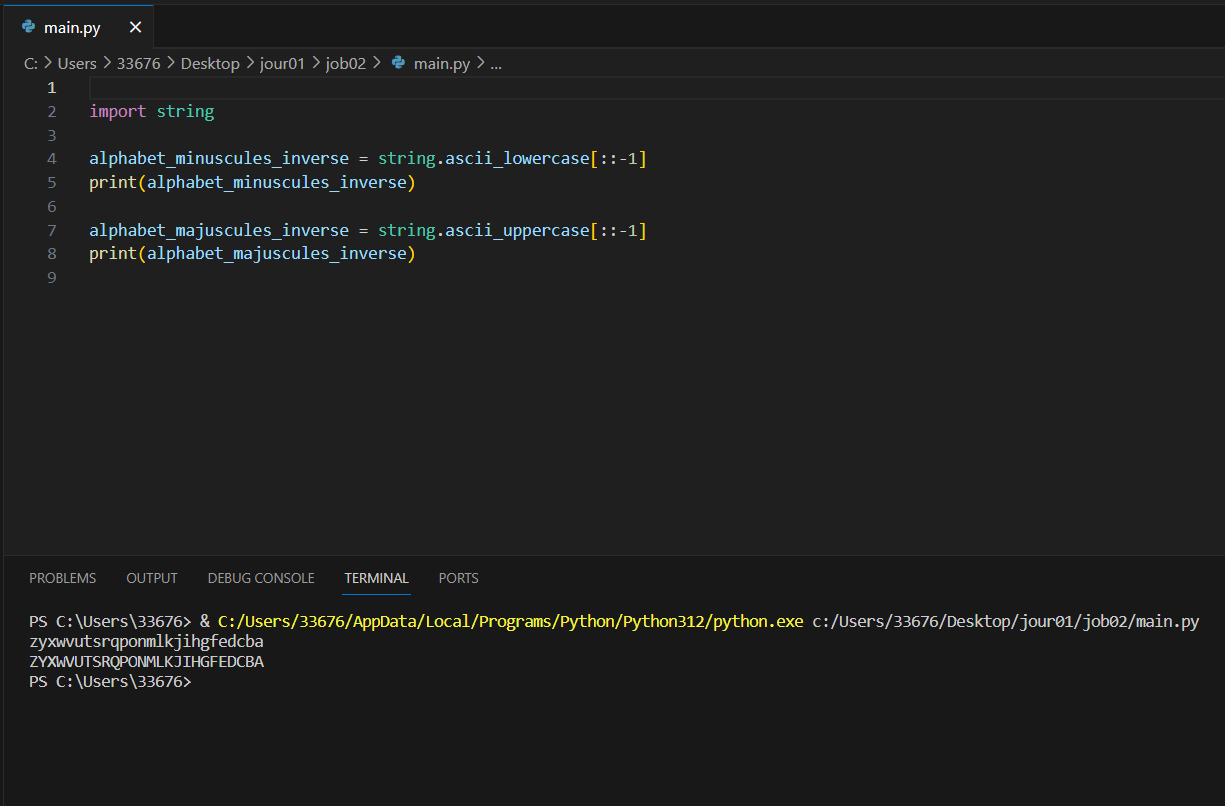 main.py ×
C: > Users > 33676 > Desktop > jour01 > job02 > main.py > ...
1
2 import string
3
4 alphabet_minuscules_inverse = string.ascii_lowercase[::-1]
5 print(alphabet_minuscules_inverse)
6
7 alphabet_majuscules_inverse = string.ascii_uppercase[::-1]
8 print(alphabet_majuscules_inverse)
9
PROBLEMS OUTPUT DEBUG CONSOLE TERMINAL PORTS
PS C:\Users\33676> & C:/Users/33676/AppData/Local/Programs/Python/Python312/python.exe c:/Users/33676/Desktop/jour01/job02/main.py
zyxwvutsrqponmlkjihgfedcba
ZYXWVUTSRQPONMLKJIHGFEDCBA
PS C:\Users\33676>